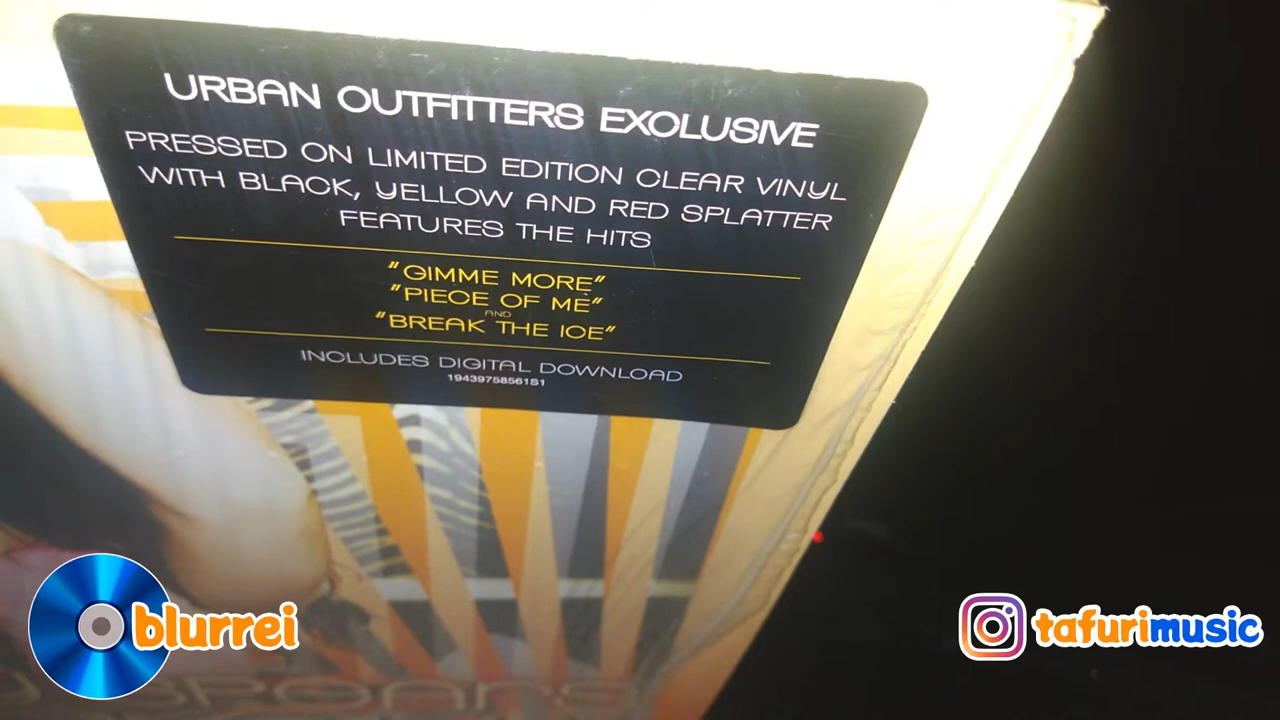 URBAN OUTFITTERS EXCLUSIVE
PRESSED ON LIMITED EDITION CLEAR VINYL
WITH BLACK, YELLOW AND RED SPLATTER
FEATURES THE HITS
"GIMME MORE"
"PIECE OF ME"
AND
"BREAK THE ICE"
INCLUDES DIGITAL DOWNLOAD
19439758561S1
blurrei
tafurimusic